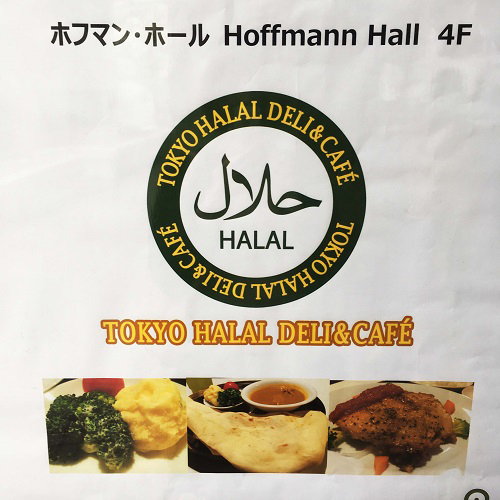 ホフマン・ホール Hoffmann Hall 4F
TOKYO HALAL DELI&CAFÉ
حلال
HALAL
TOKYO HALAL DELI&CAFÉ
TOKYO HALAL DELI&CAFÉ